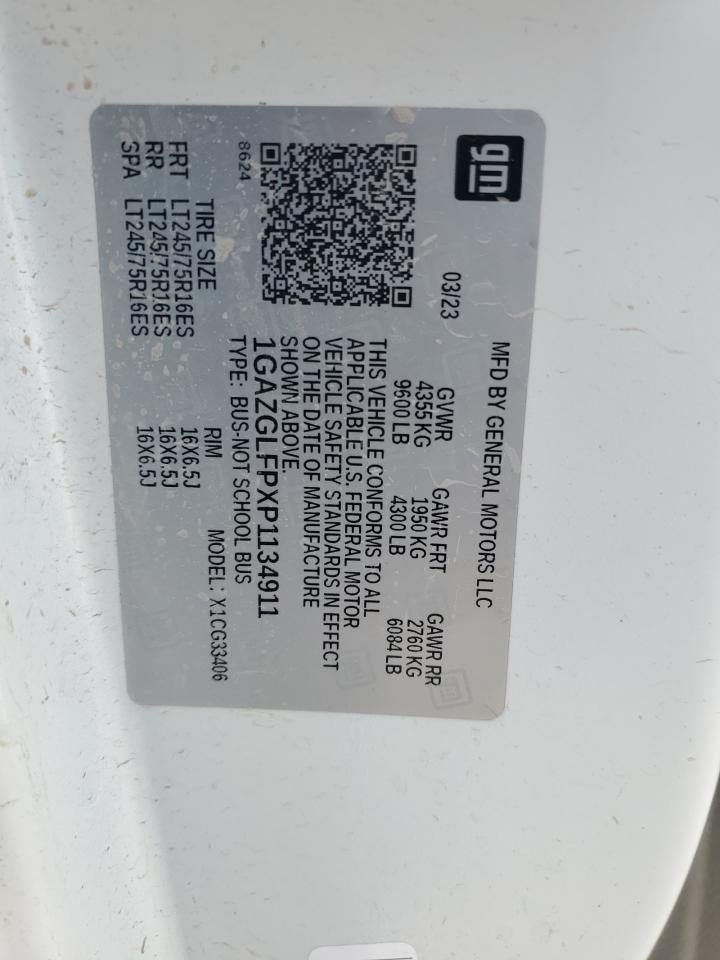 gm
MFD BY GENERAL MOTORS LLC
03/23
GVWR GAWR FRT GAWR RR
4355 KG 1950 KG 2760 KG
9600 LB 4300 LB 6084 LB
THIS VEHICLE CONFORMS TO ALL
APPLICABLE U.S. FEDERAL MOTOR
VEHICLE SAFETY STANDARDS IN EFFECT
ON THE DATE OF MANUFACTURE
SHOWN ABOVE.
1GAZGLFPXP1134911
8624
TYPE: BUS-NOT SCHOOL BUS
MODEL: X1CG33406
TIRE SIZE RIM
FRT LT245/75R16ES 16X6.5J
RR LT245/75R16ES 16X6.5J
SPA LT245/75R16ES 16X6.5J